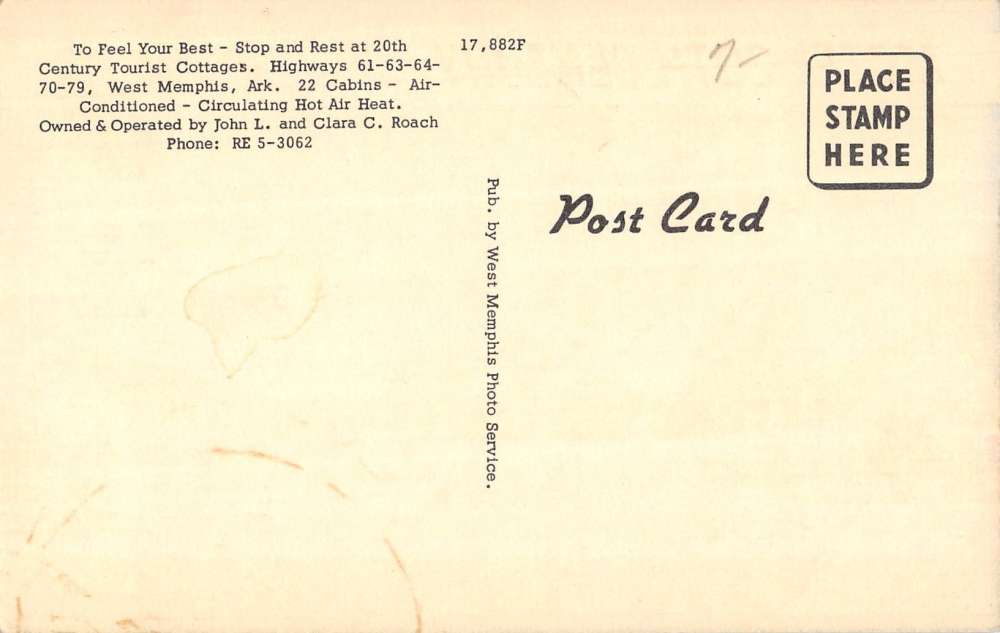 To Feel Your Best - Stop and Rest at 20th
Century Tourist Cottages. Highways 61-63-64-
70-79, West Memphis, Ark. 22 Cabins - Air-
Conditioned - Circulating Hot Air Heat.
Owned & Operated by John L. and Clara C. Roach
Phone: RE 5-3062
17,882F
7-
PLACE
STAMP
HERE
Post Card
Pub. by West Memphis Photo Service.